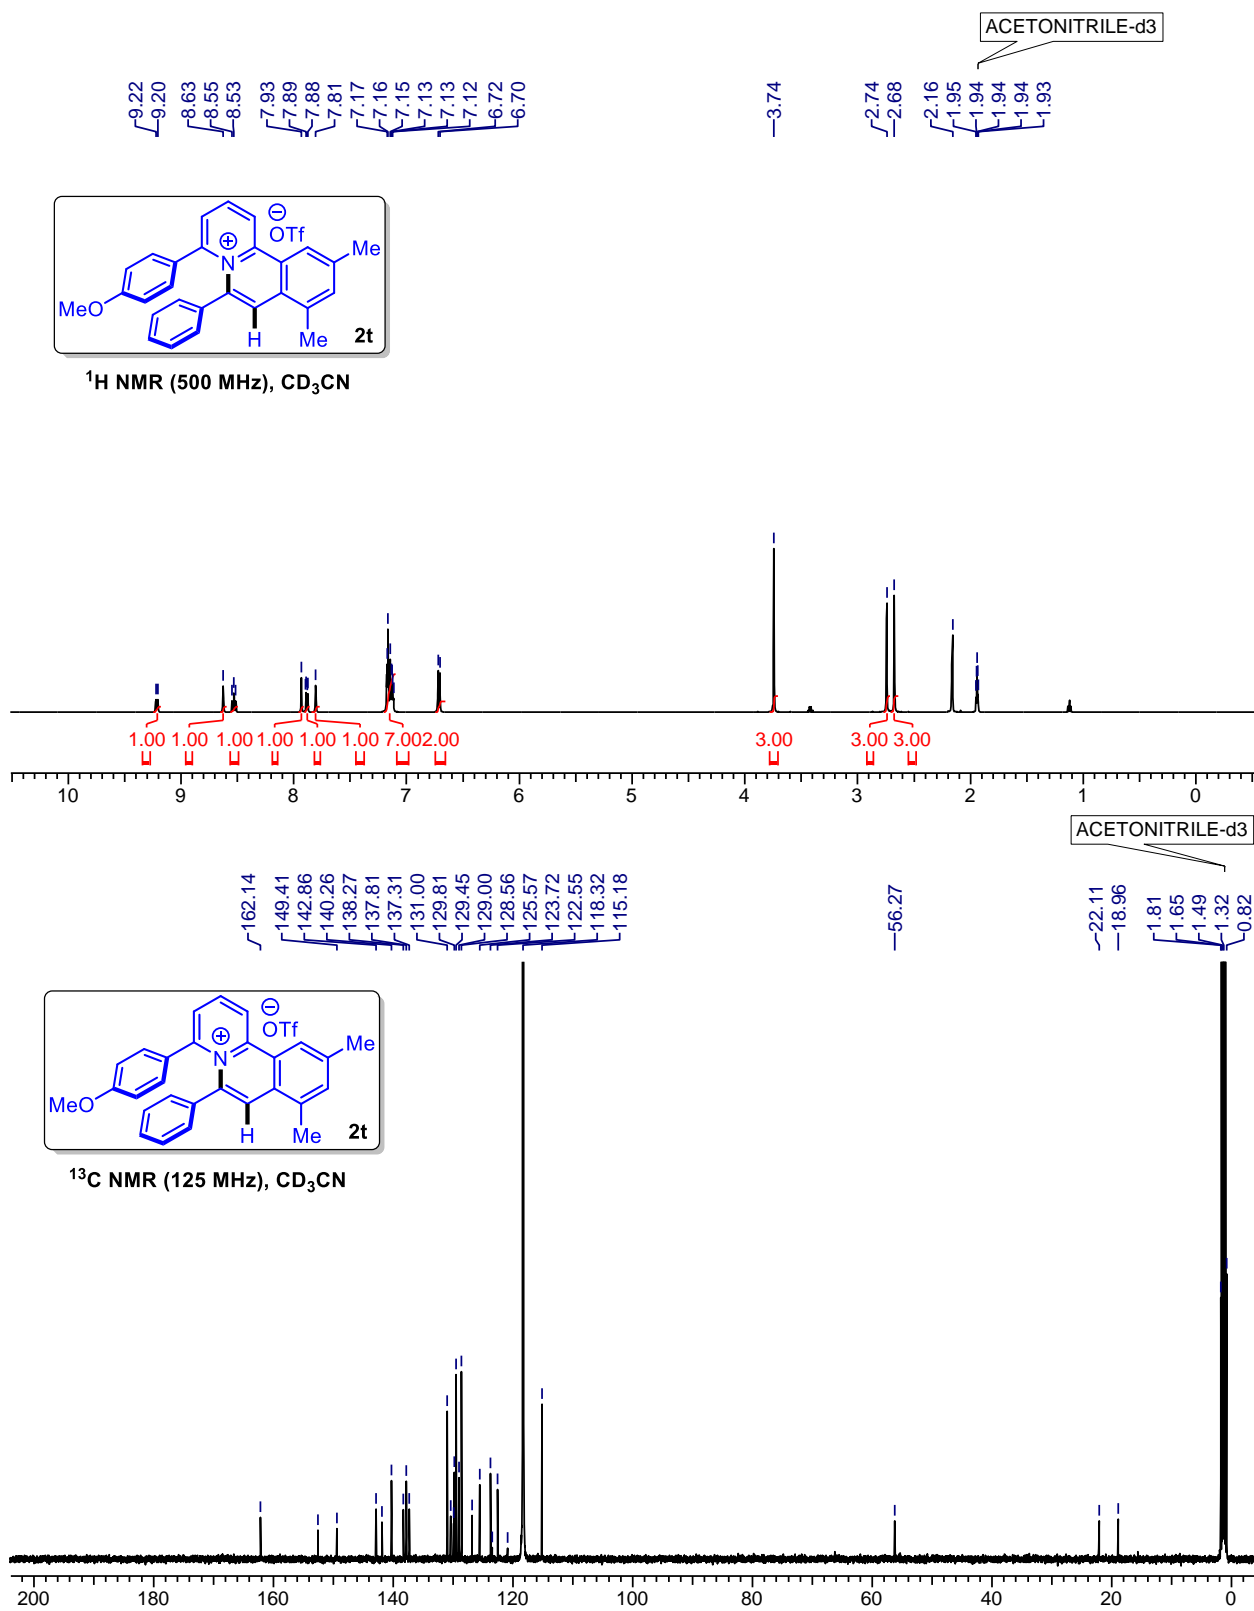 ACETONITRILE-d3
9.22
9.20
8.63
8.55
8.53
7.93
7.89
7.88
7.81
7.17
7.16
7.15
7.13
7.13
7.12
6.72
6.70
3.74
2.74
2.68
2.16
1.95
1.94
1.94
1.94
1.93
⊖
OTf
⊕
N
Me
MeO
H
Me
2t
¹H NMR (500 MHz), CD₃CN
1.00 1.00 1.00 1.00 1.00 1.00 7.00 2.00 3.00 3.00 3.00
10 9 8 7 6 5 4 3 2 1 0
ACETONITRILE-d3
162.14
149.41
142.86
140.26
138.27
137.81
137.31
131.00
129.81
129.45
129.00
128.56
125.57
123.72
122.55
118.32
115.18
56.27
22.11
18.96
1.81
1.65
1.49
1.32
0.82
⊖
OTf
⊕
N
Me
MeO
H
Me
2t
¹³C NMR (125 MHz), CD₃CN
200 180 160 140 120 100 80 60 40 20 0